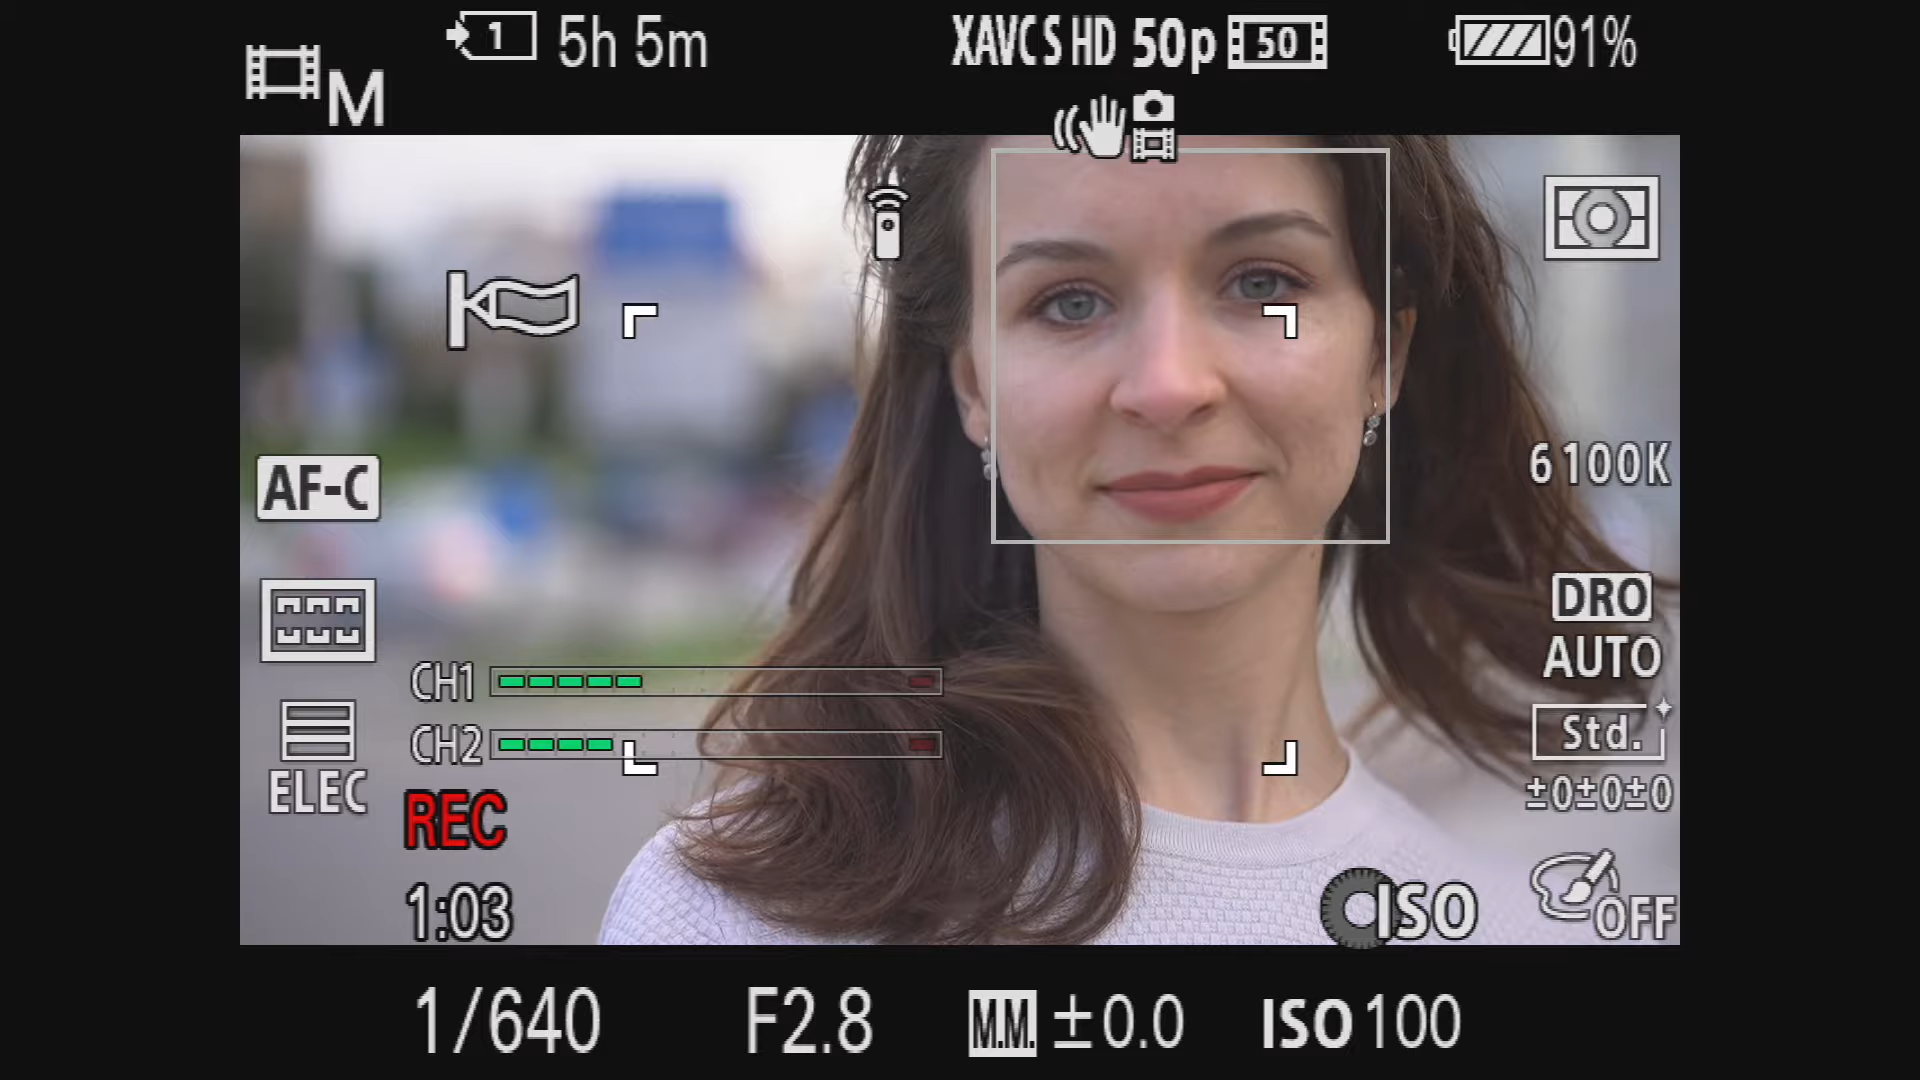 M
1 5h 5m
XAVC S HD 50p 50
91%
AF-C
6100K
DRO
AUTO
CH1
CH2
Std.
ELEC
±0±0±0
REC
1:03
ISO
OFF
1/640 F2.8 M.M. ±0.0 ISO 100